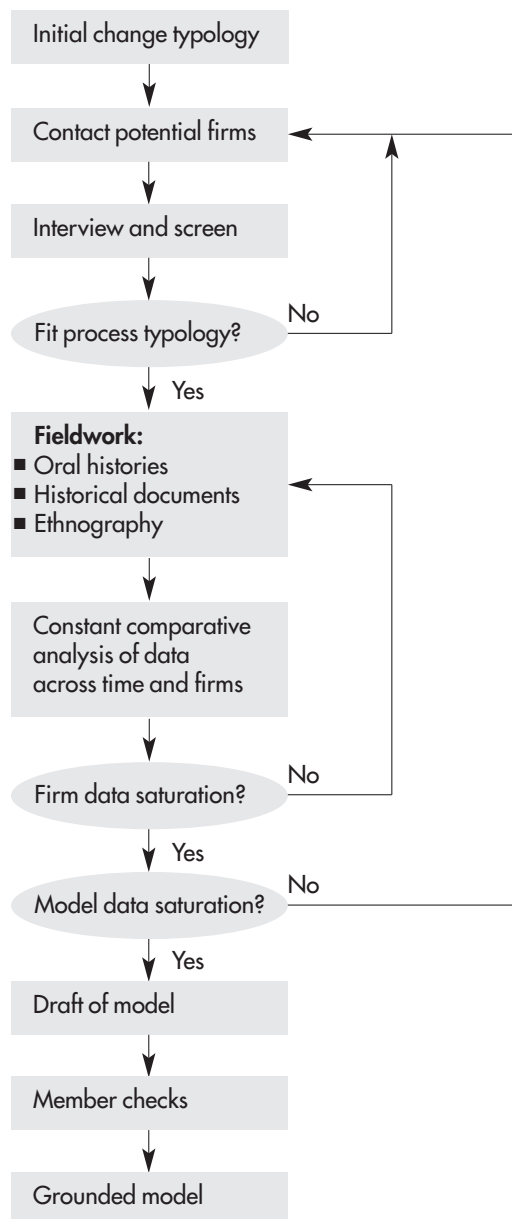 Initial change typology
Contact potential firms
Interview and screen
Fit process typology?
No
Yes
Fieldwork:
■ Oral histories
■ Historical documents
■ Ethnography
Constant comparative
analysis of data
across time and firms
Firm data saturation?
No
Yes
Model data saturation?
No
Yes
Draft of model
Member checks
Grounded model